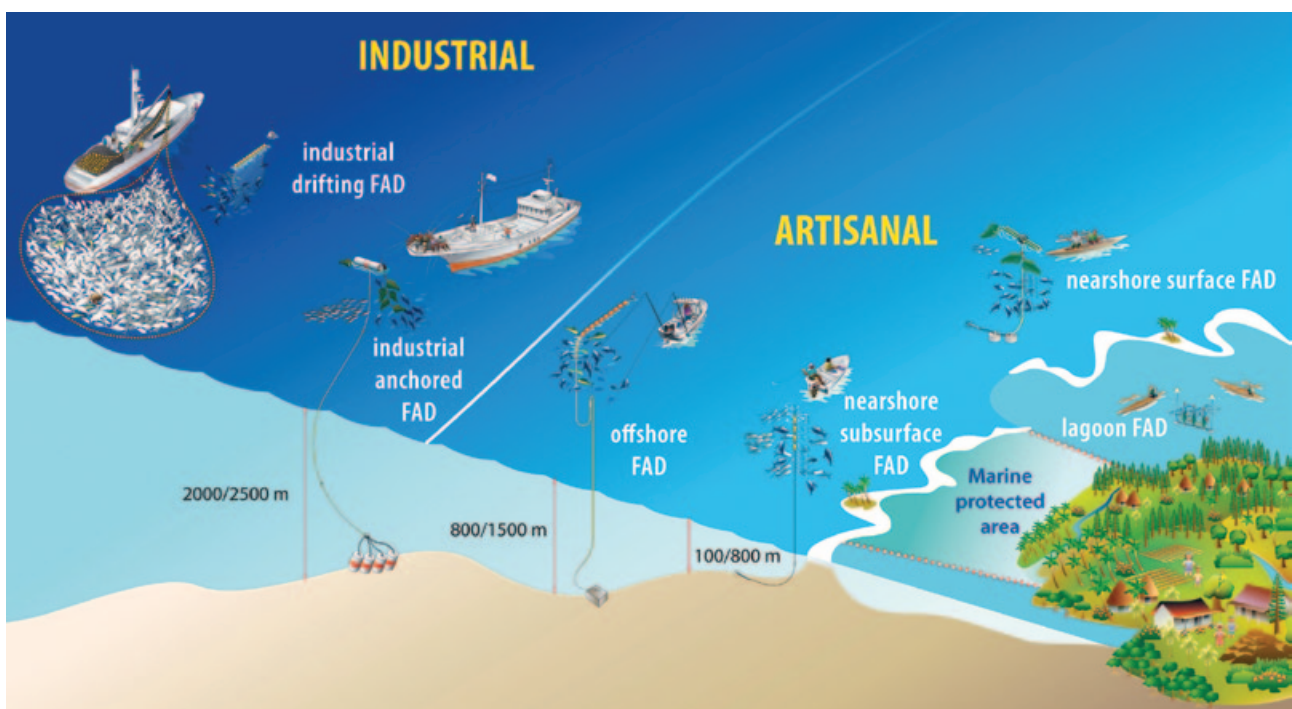 INDUSTRIAL
industrial
drifting FAD
ARTISANAL
nearshore surface FAD
industrial
anchored
FAD
offshore
FAD
nearshore
subsurface
FAD
lagoon FAD
Marine
protected
area
2000/2500 m
800/1500 m
100/800 m